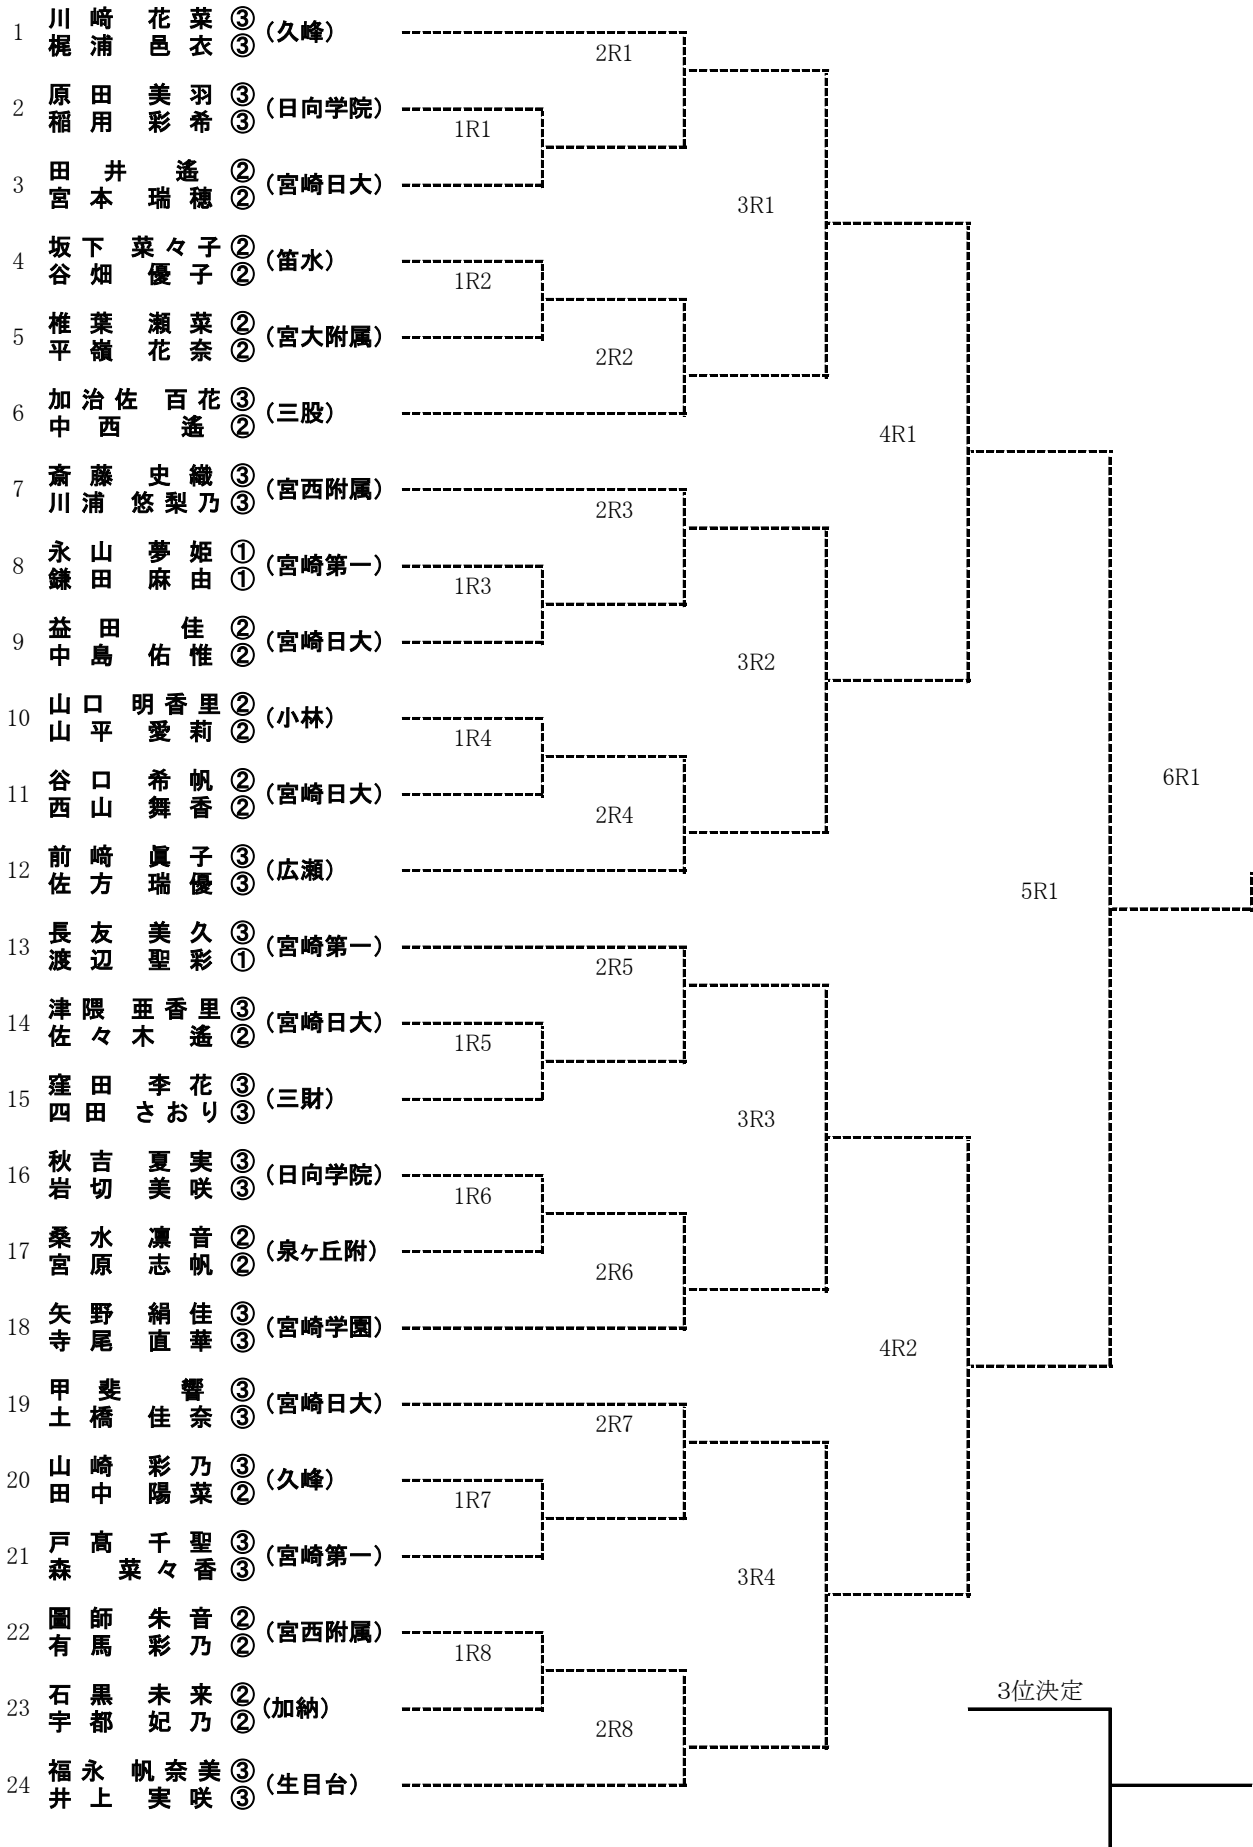 1 川﨑 花菜 ③ (久峰)
梶浦 邑衣 ③
2R1
2 原田 美羽 ③ (日向学院)
稲用 彩希 ③
1R1
3 田井 遙 ② (宮崎日大)
宮本 瑞穂 ②
3R1
4 坂下 菜々子 ② (笛水)
谷畑 優子 ②
1R2
5 椎葉 瀬菜 ② (宮大附属)
平嶺 花奈 ②
2R2
6 加治佐 百花 ③ (三股)
中西 遙 ②
4R1
7 斎藤 史織 ③ (宮西附属)
川浦 悠梨乃 ③
2R3
8 永山 夢姫 ① (宮崎第一)
鎌田 麻由 ①
1R3
9 益田 佳 ② (宮崎日大)
中島 佑惟 ②
3R2
10 山口 明香里 ② (小林)
山平 愛莉 ②
1R4
6R1
11 谷口 希帆 ② (宮崎日大)
西山 舞香 ②
2R4
12 前﨑 眞子 ③ (広瀬)
佐方 瑞優 ③
5R1
13 長友 美久 ③ (宮崎第一)
渡辺 聖彩 ①
2R5
14 津隈 亜香里 ③ (宮崎日大)
佐々木 遙 ②
1R5
15 窪田 李花 ③ (三財)
四田 さおり ③
3R3
16 秋吉 夏実 ③ (日向学院)
岩切 美咲 ③
1R6
17 桑水 凛音 ② (泉ヶ丘附)
宮原 志帆 ②
2R6
18 矢野 絹佳 ③ (宮崎学園)
寺尾 直華 ③
4R2
19 甲斐 響 ③ (宮崎日大)
土橋 佳奈 ③
2R7
20 山崎 彩乃 ③ (久峰)
田中 陽菜 ②
1R7
21 戸髙 千聖 ③ (宮崎第一)
森 菜々香 ③
3R4
22 圖師 朱音 ② (宮西附属)
有馬 彩乃 ②
1R8
3位決定
23 石黒 未来 ② (加納)
宇都 妃乃 ②
2R8
24 福永 帆奈美 ③ (生目台)
井上 実咲 ③